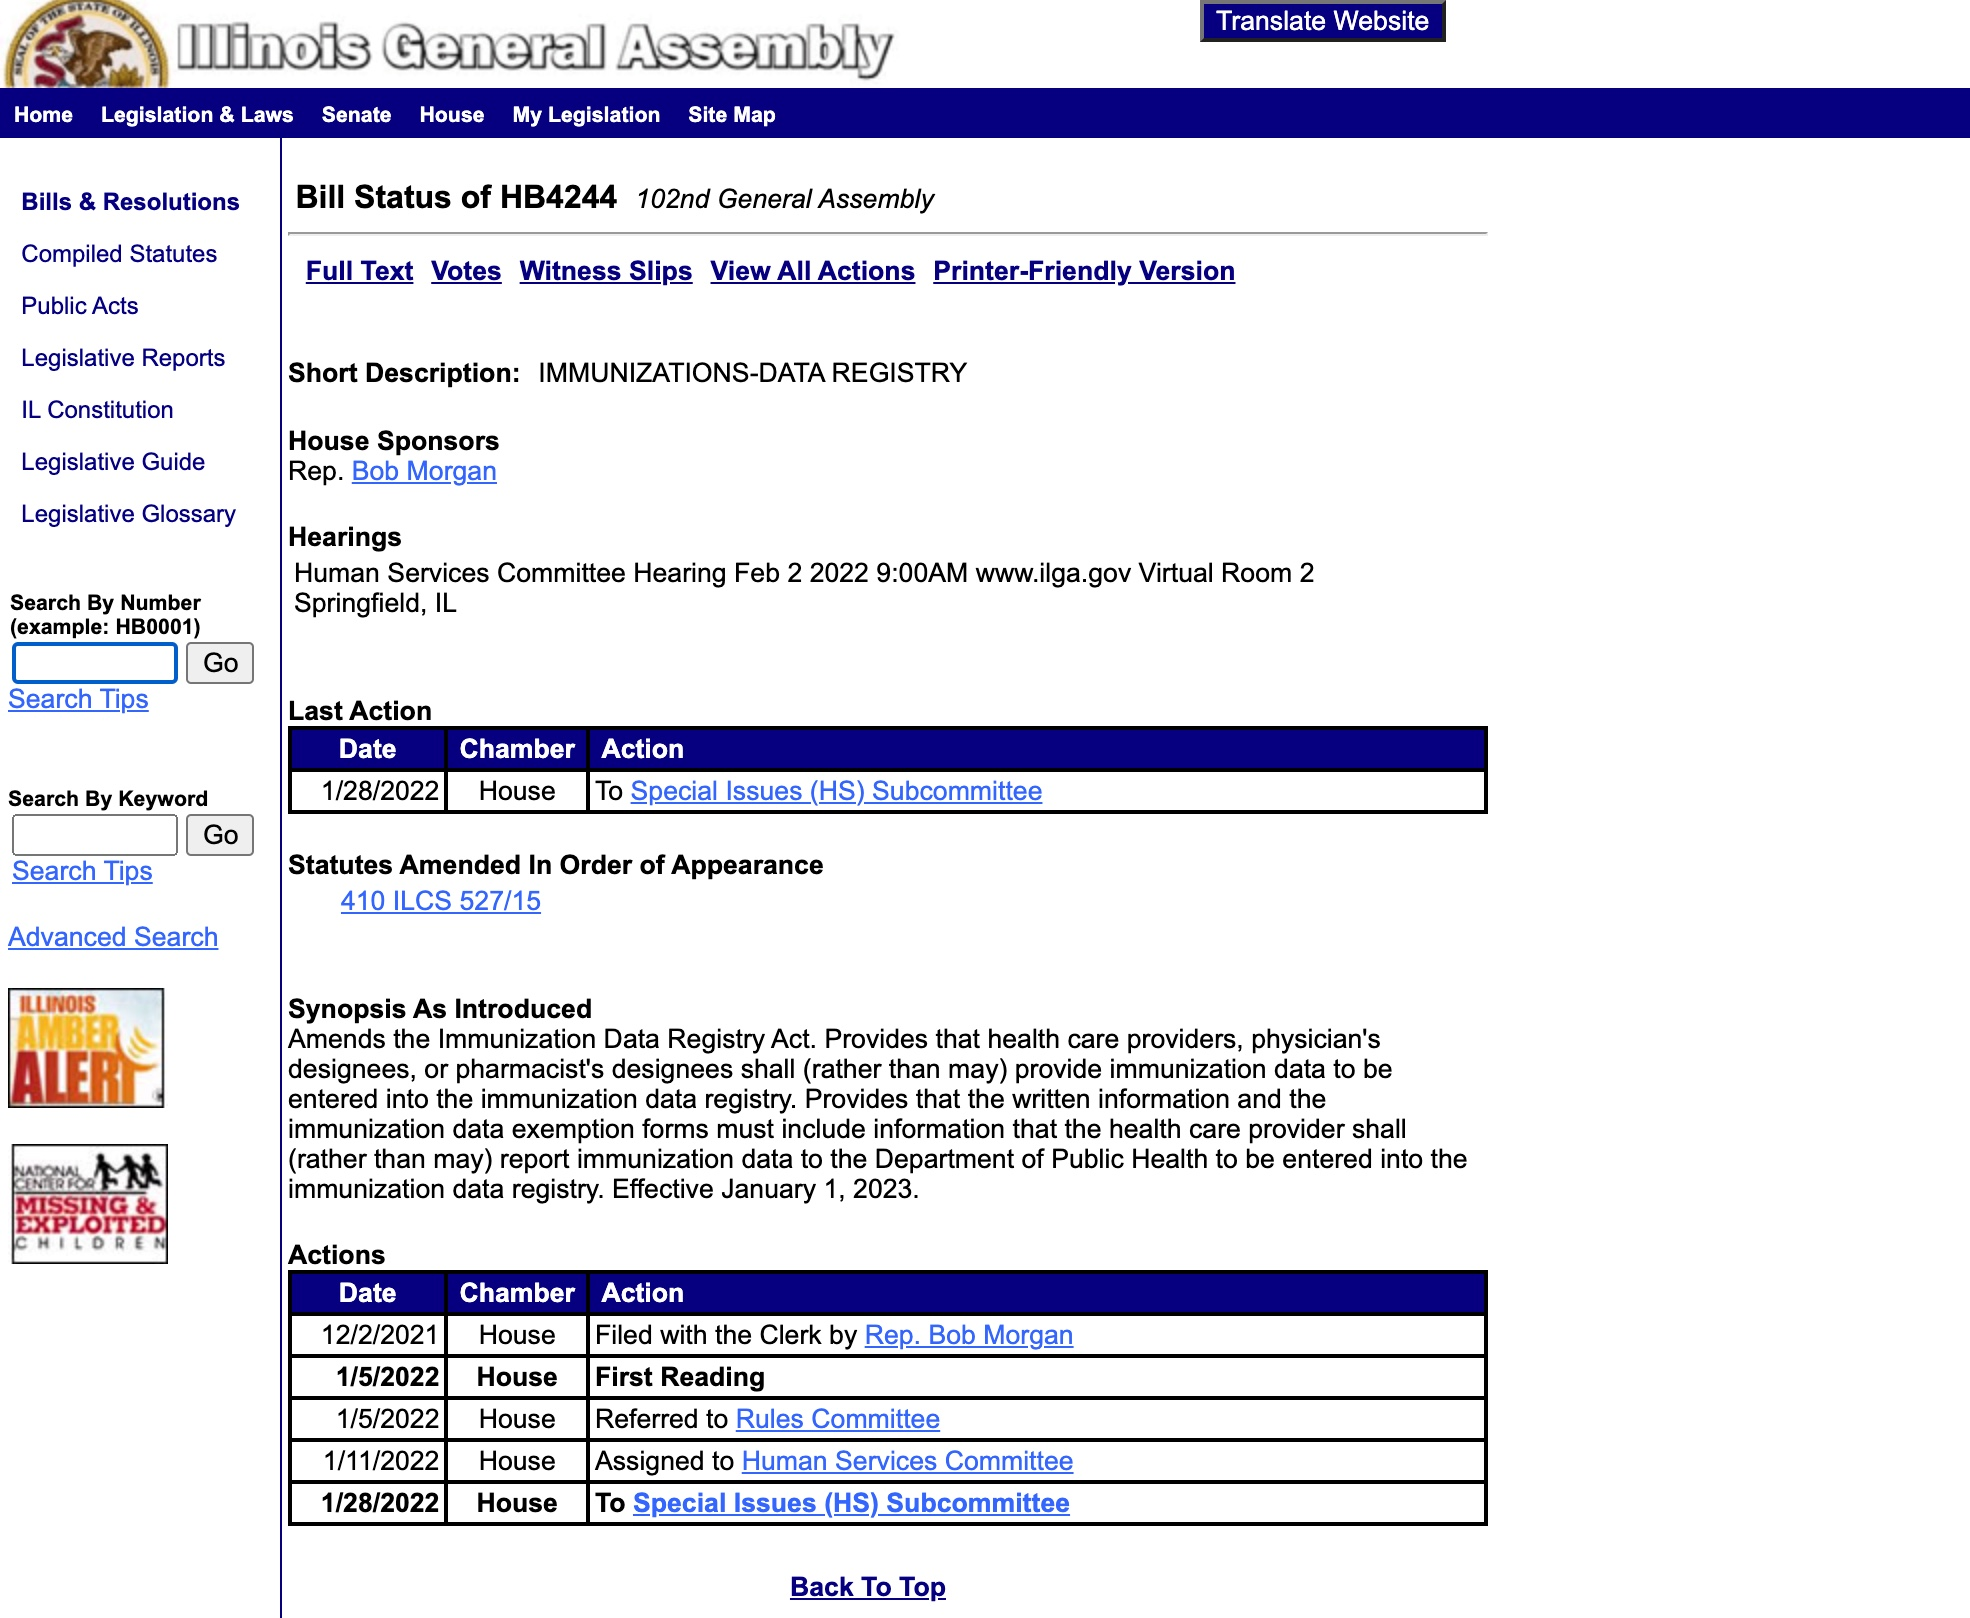 SEAL OF THE STATE OF ILLINOIS
Illinois General Assembly
Translate Website
Home Legislation & Laws Senate House My Legislation Site Map
Bills & Resolutions
Compiled Statutes
Public Acts
Legislative Reports
IL Constitution
Legislative Guide
Legislative Glossary
Search By Number
(example: HB0001)
Go
Search Tips
Search By Keyword
Go
Search Tips
Advanced Search
ILLINOIS
AMBER
ALERT
NATIONAL
CENTER FOR
MISSING &
EXPLOITED
CHILDREN
Bill Status of HB4244 102nd General Assembly
Full Text Votes Witness Slips View All Actions Printer-Friendly Version
Short Description: IMMUNIZATIONS-DATA REGISTRY
House Sponsors
Rep. Bob Morgan
Hearings
Human Services Committee Hearing Feb 2 2022 9:00AM www.ilga.gov Virtual Room 2
Springfield, IL
Last Action
Date Chamber Action
1/28/2022 House To Special Issues (HS) Subcommittee
Statutes Amended In Order of Appearance
410 ILCS 527/15
Synopsis As Introduced
Amends the Immunization Data Registry Act. Provides that health care providers, physician's
designees, or pharmacist's designees shall (rather than may) provide immunization data to be
entered into the immunization data registry. Provides that the written information and the
immunization data exemption forms must include information that the health care provider shall
(rather than may) report immunization data to the Department of Public Health to be entered into the
immunization data registry. Effective January 1, 2023.
Actions
Date Chamber Action
12/2/2021 House Filed with the Clerk by Rep. Bob Morgan
1/5/2022 House First Reading
1/5/2022 House Referred to Rules Committee
1/11/2022 House Assigned to Human Services Committee
1/28/2022 House To Special Issues (HS) Subcommittee
Back To Top